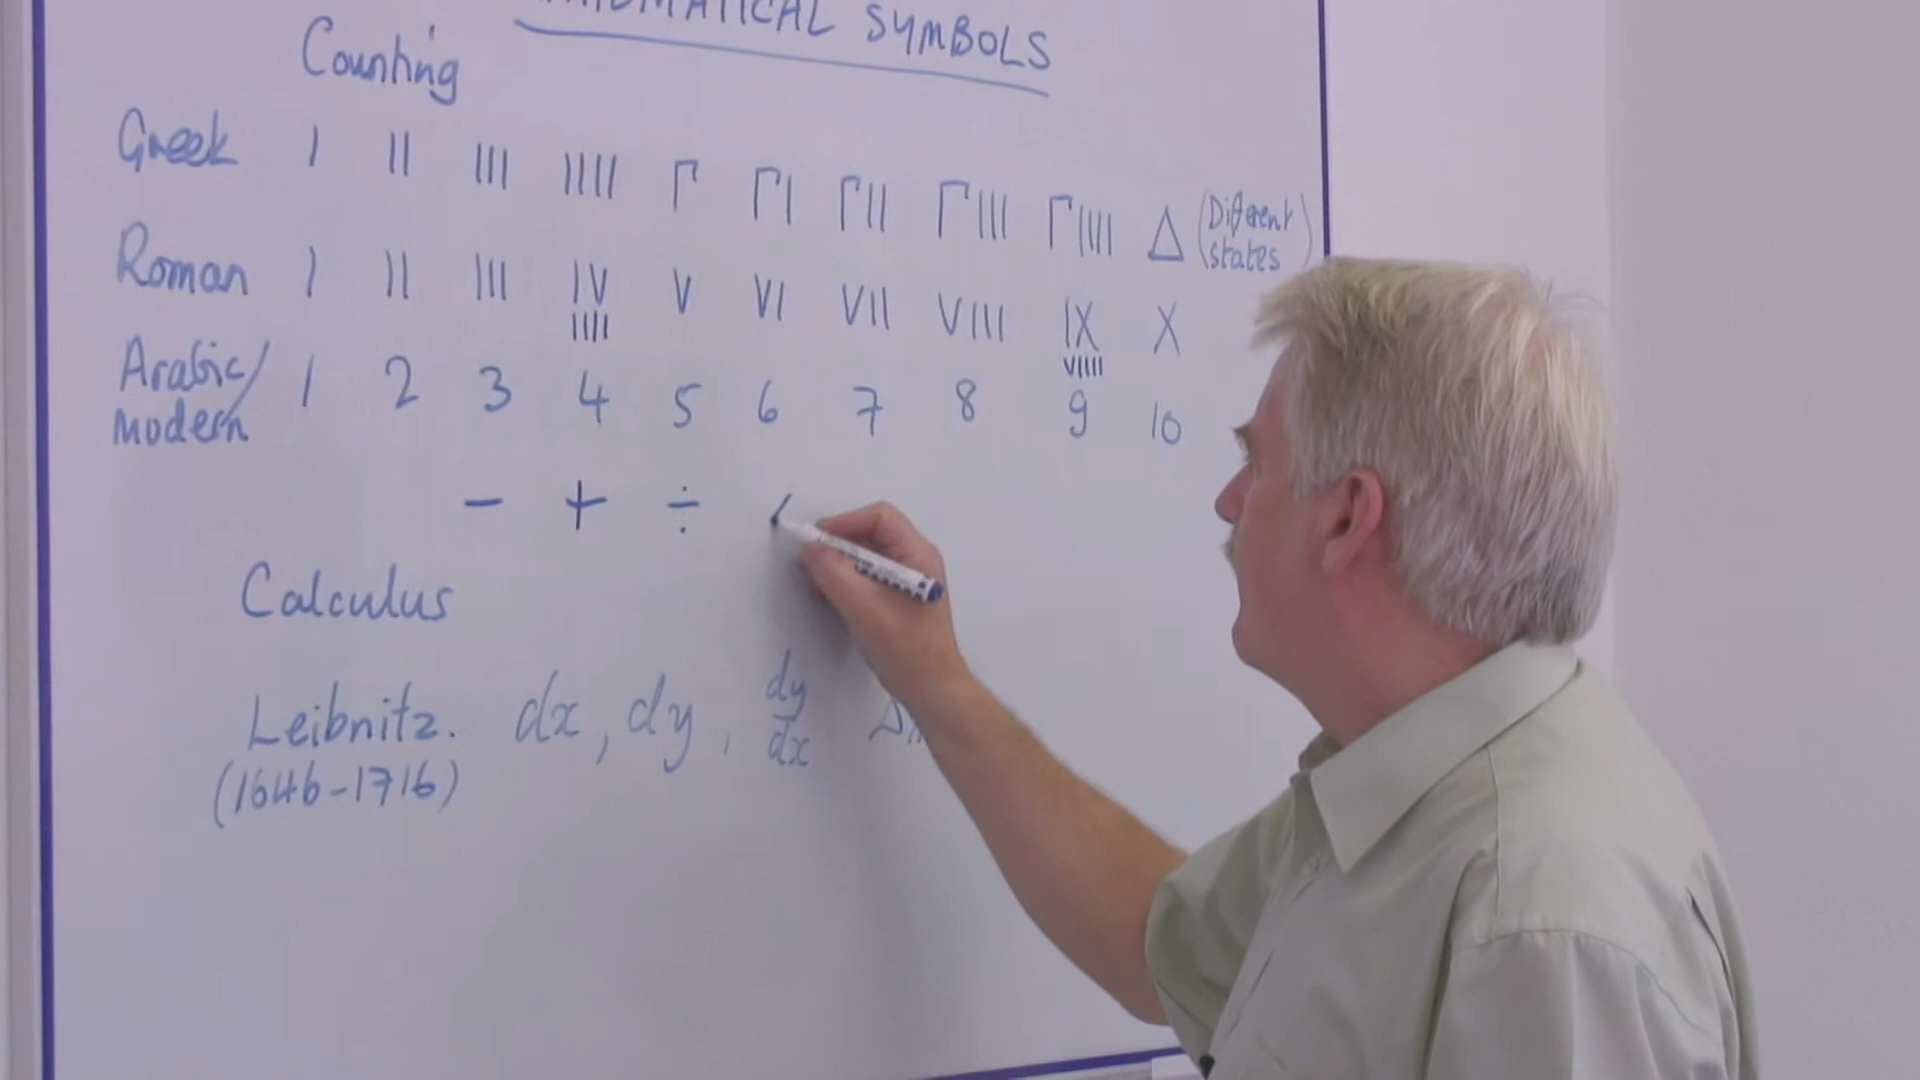 MATHEMATICAL SYMBOLS
Counting
Greek I II III IIII Γ ΓI ΓII ΓIII ΓIIII Δ (Different states)
Roman I II III IV V VI VII VIII IX X
IIII VIIII
Arabic/ 1 2 3 4 5 6 7 8 9 10
Modern
− + ÷
Calculus
Leibnitz. dx, dy, dy/dx
(1646-1716)